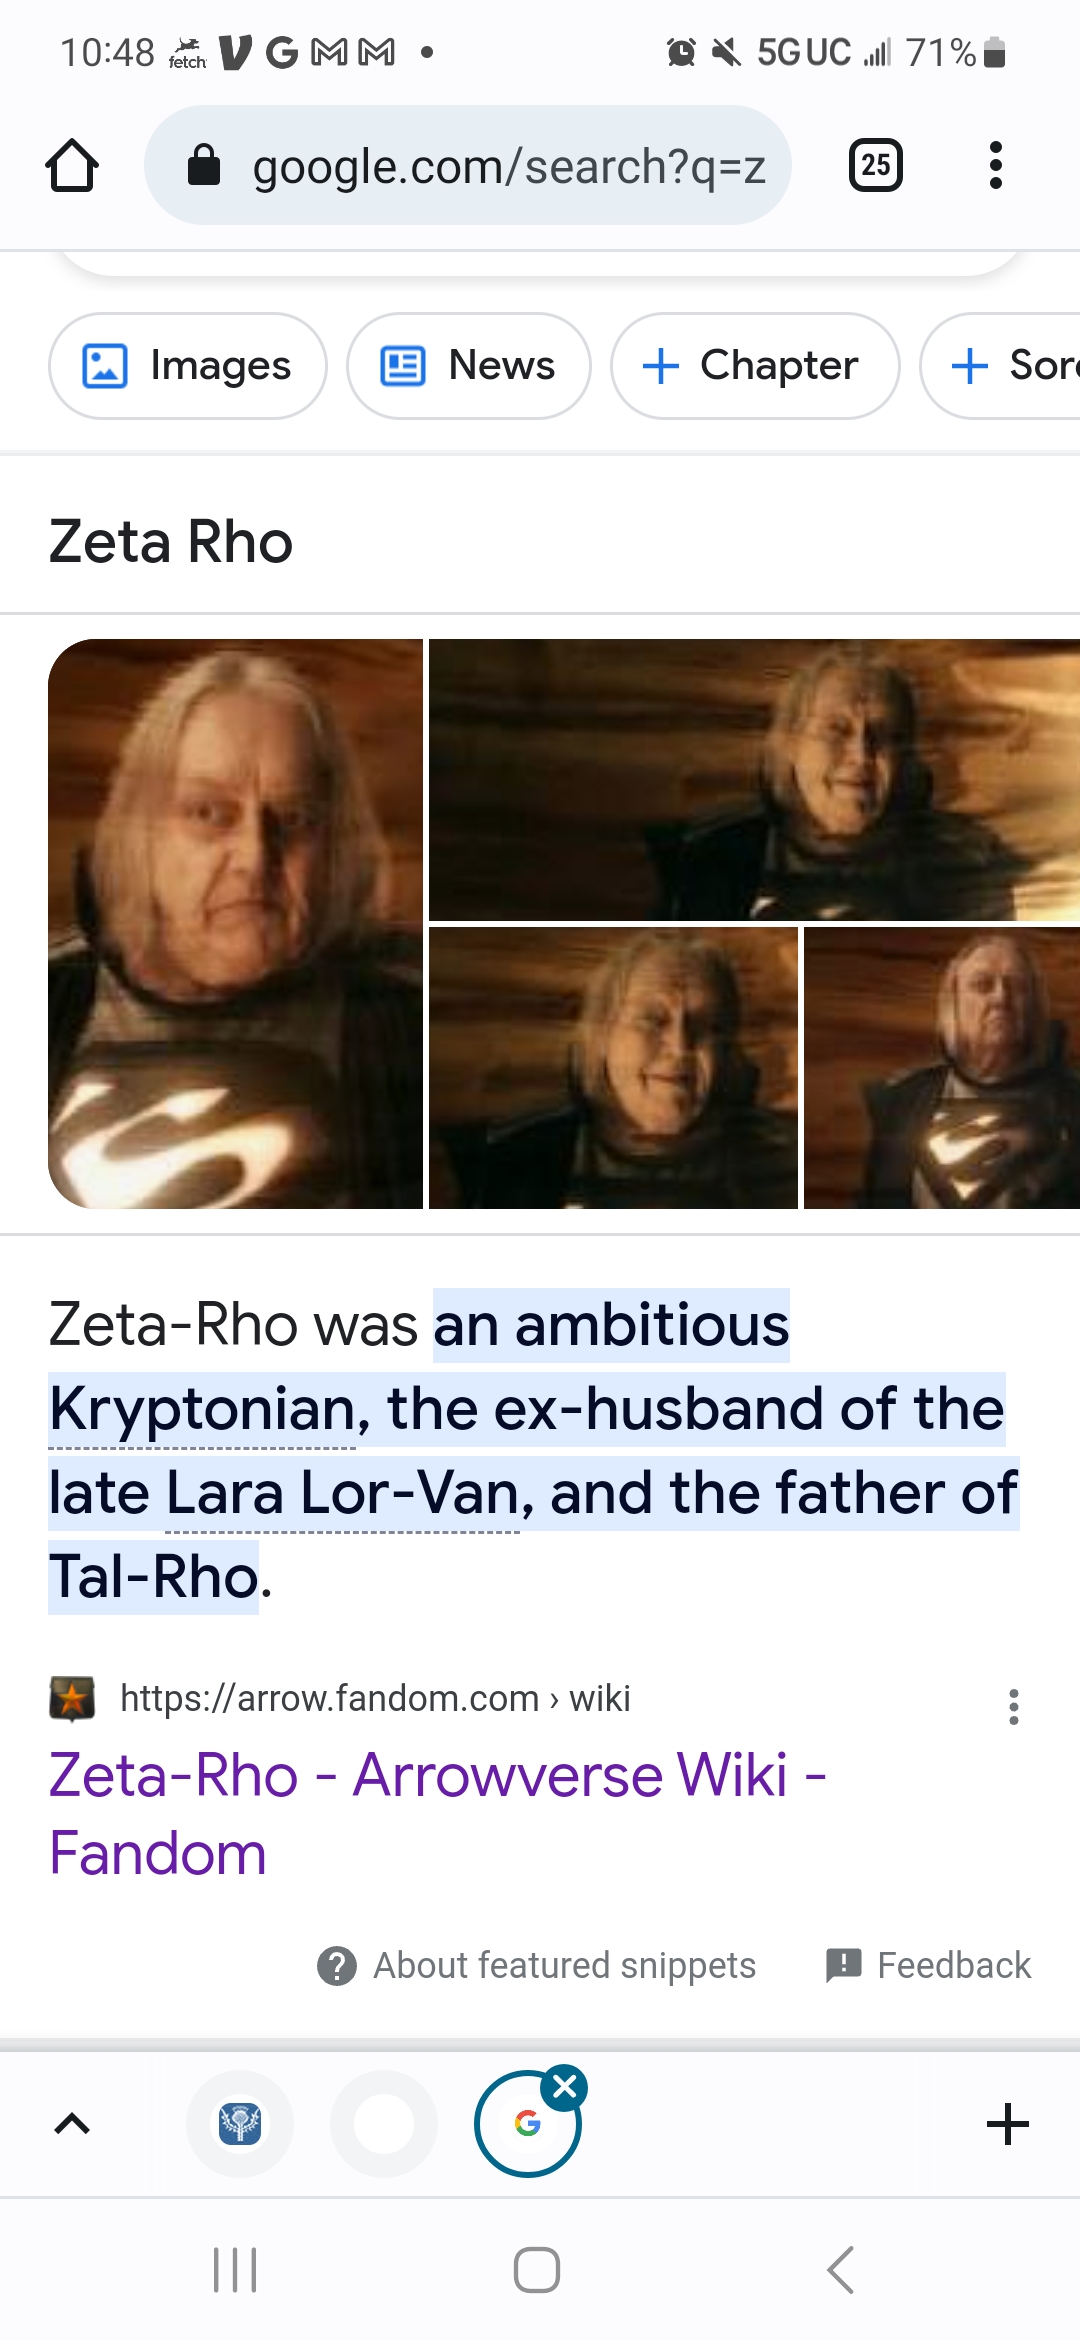 10:48 fetch 5G UC 71%
google.com/search?q=z 25
Images News Chapter Sor
Zeta Rho
Zeta-Rho was an ambitious
Kryptonian, the ex-husband of the
late Lara Lor-Van, and the father of
Tal-Rho.
https://arrow.fandom.com › wiki
Zeta-Rho - Arrowverse Wiki -
Fandom
About featured snippets Feedback